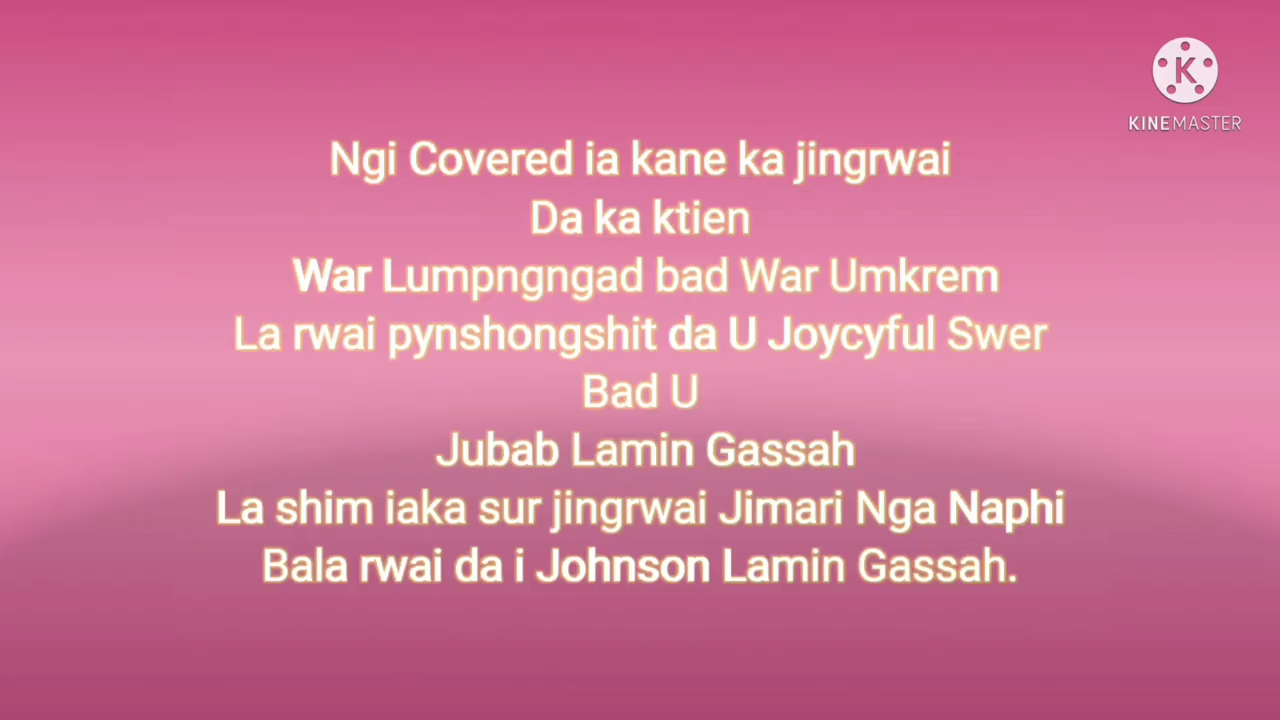 KINEMASTER
Ngi Covered ia kane ka jingrwai
Da ka ktien
War Lumpngngad bad War Umkrem
La rwai pynshongshit da U Joycyful Swer
Bad U
Jubab Lamin Gassah
La shim iaka sur jingrwai Jimari Nga Naphi
Bala rwai da i Johnson Lamin Gassah.